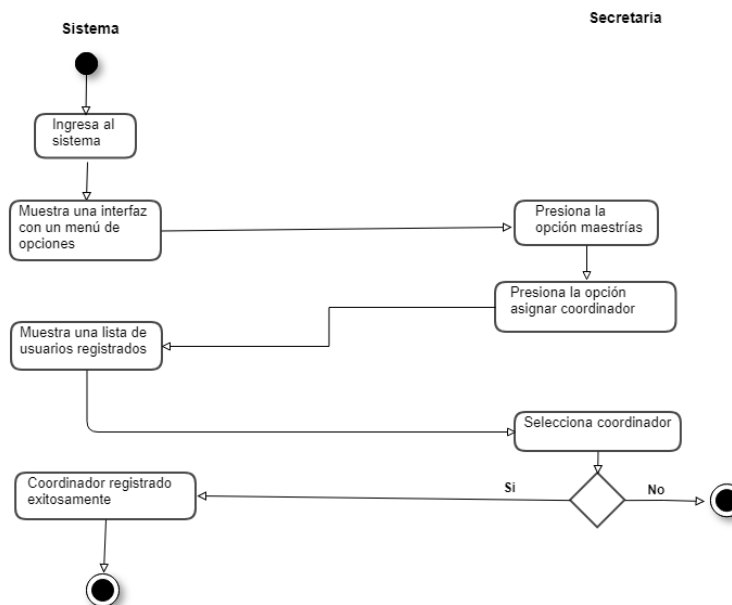 Secretaria
Sistema
Ingresa al
sistema
Muestra una interfaz
con un menú de
opciones
Presiona la
opción maestrías
Presiona la opción
asignar coordinador
Muestra una lista de
usuarios registrados
Selecciona coordinador
Coordinador registrado
exitosamente
Si
No